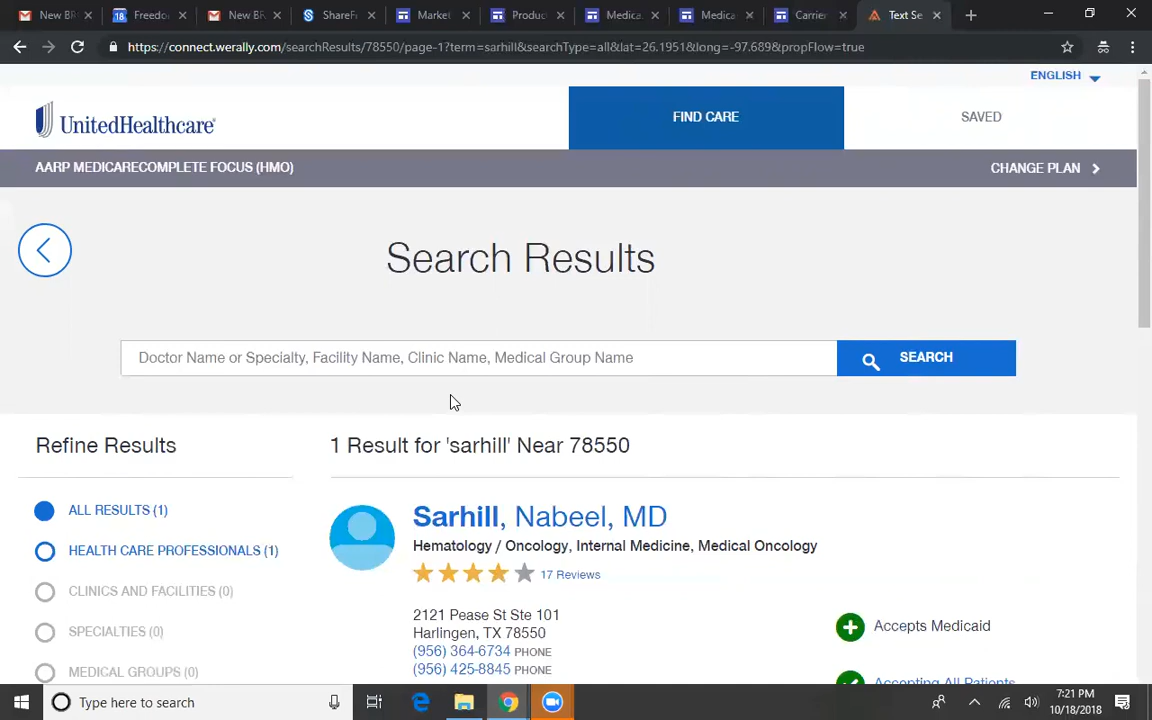 New BR
Freedo
New BR
ShareF
Market
Produc
Medica
Medica
Carrier
Text Se
https://connect.werally.com/searchResults/78550/page-1?term=sarhill&searchType=all&lat=26.1951&long=-97.689&propFlow=true
ENGLISH
UnitedHealthcare®
FIND CARE
SAVED
AARP MEDICARECOMPLETE FOCUS (HMO)
CHANGE PLAN
Search Results
Doctor Name or Specialty, Facility Name, Clinic Name, Medical Group Name
SEARCH
Refine Results
1 Result for 'sarhill' Near 78550
ALL RESULTS (1)
HEALTH CARE PROFESSIONALS (1)
CLINICS AND FACILITIES (0)
SPECIALTIES (0)
MEDICAL GROUPS (0)
Sarhill, Nabeel, MD
Hematology / Oncology, Internal Medicine, Medical Oncology
17 Reviews
2121 Pease St Ste 101
Harlingen, TX 78550
(956) 364-6734 PHONE
(956) 425-8845 PHONE
Accepts Medicaid
Accepting All Patients
Type here to search
7:21 PM
10/18/2018